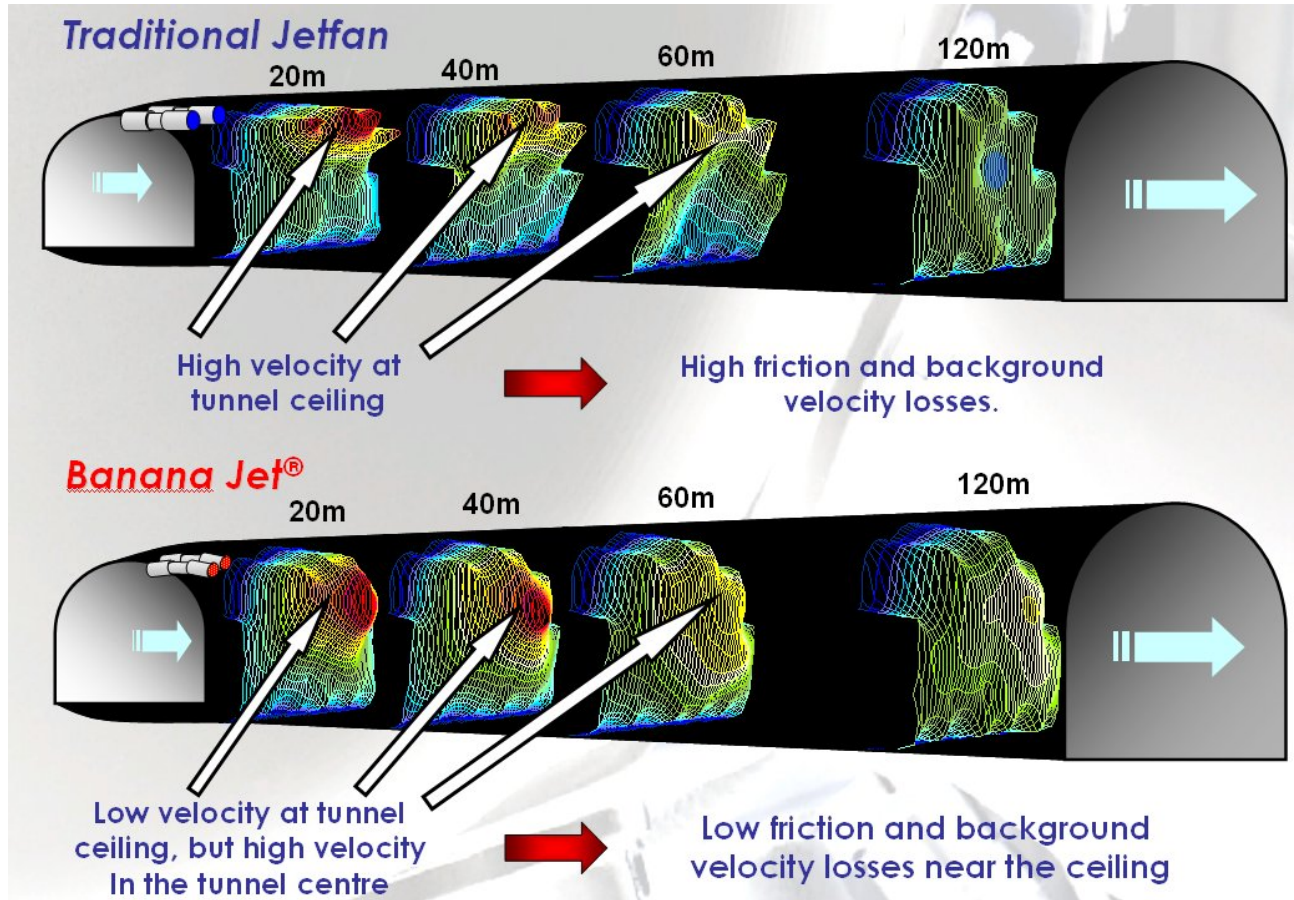 Traditional Jetfan
20m
40m
60m
120m
High velocity at
tunnel ceiling
High friction and background
velocity losses.
Banana Jet®
20m
40m
60m
120m
Low velocity at tunnel
ceiling, but high velocity
In the tunnel centre
Low friction and background
velocity losses near the ceiling